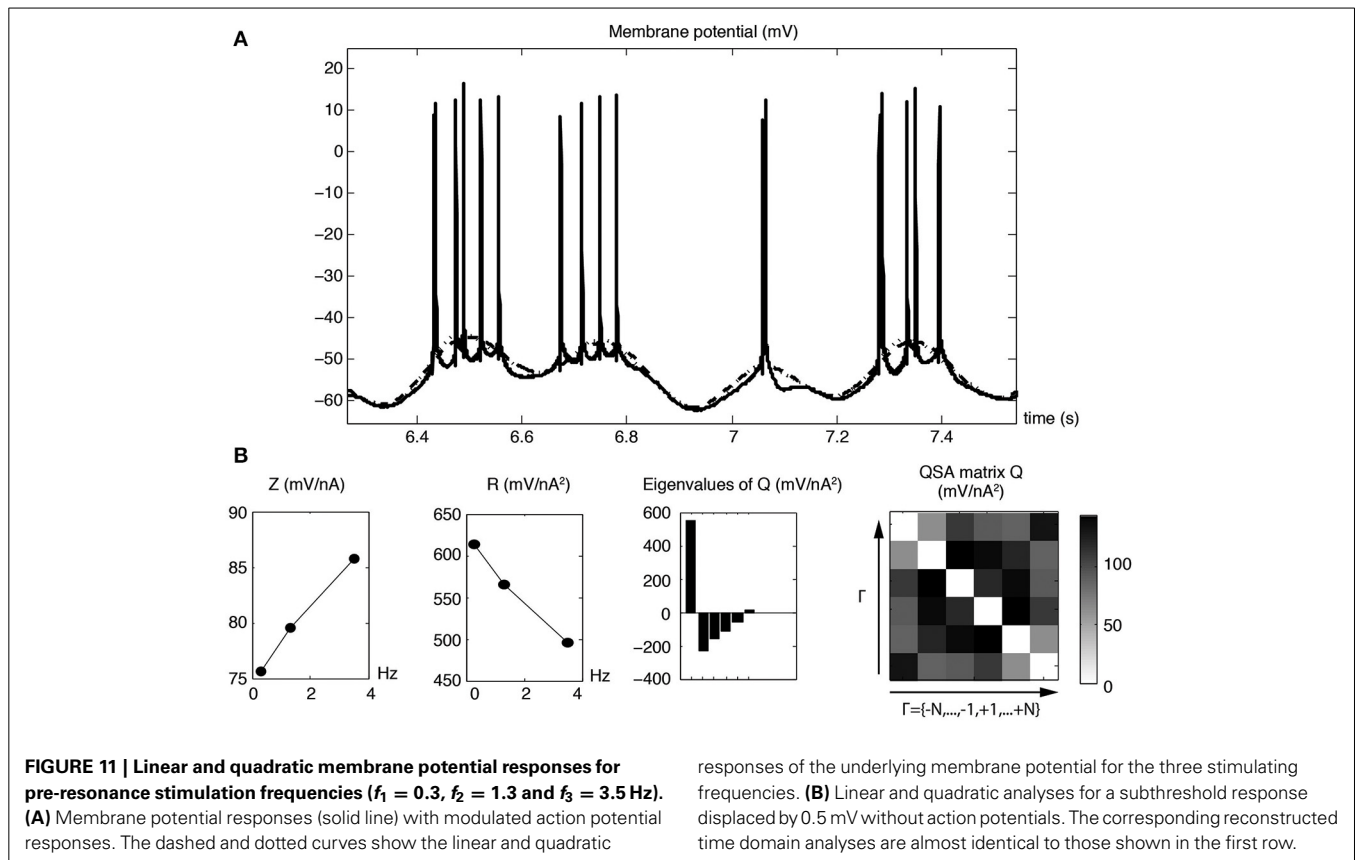 A
Membrane potential (mV)
20
10
0
−10
−20
−30
−40
−50
−60
6.4 6.6 6.8 7 7.2 7.4
time (s)
B
Z (mV/nA)
90
85
80
75
0 2 4
Hz
R (mV/nA²)
650
600
550
500
450
0 2 4
Hz
Eigenvalues of Q (mV/nA²)
600
400
200
0
−200
−400
QSA matrix Q
(mV/nA²)
Γ
Γ={-N,...,-1,+1,...+N}
100
50
0
FIGURE 11 | Linear and quadratic membrane potential responses for
pre-resonance stimulation frequencies (f₁ = 0.3, f₂ = 1.3 and f₃ = 3.5 Hz).
(A) Membrane potential responses (solid line) with modulated action potential
responses. The dashed and dotted curves show the linear and quadratic
responses of the underlying membrane potential for the three stimulating
frequencies. (B) Linear and quadratic analyses for a subthreshold response
displaced by 0.5 mV without action potentials. The corresponding reconstructed
time domain analyses are almost identical to those shown in the first row.